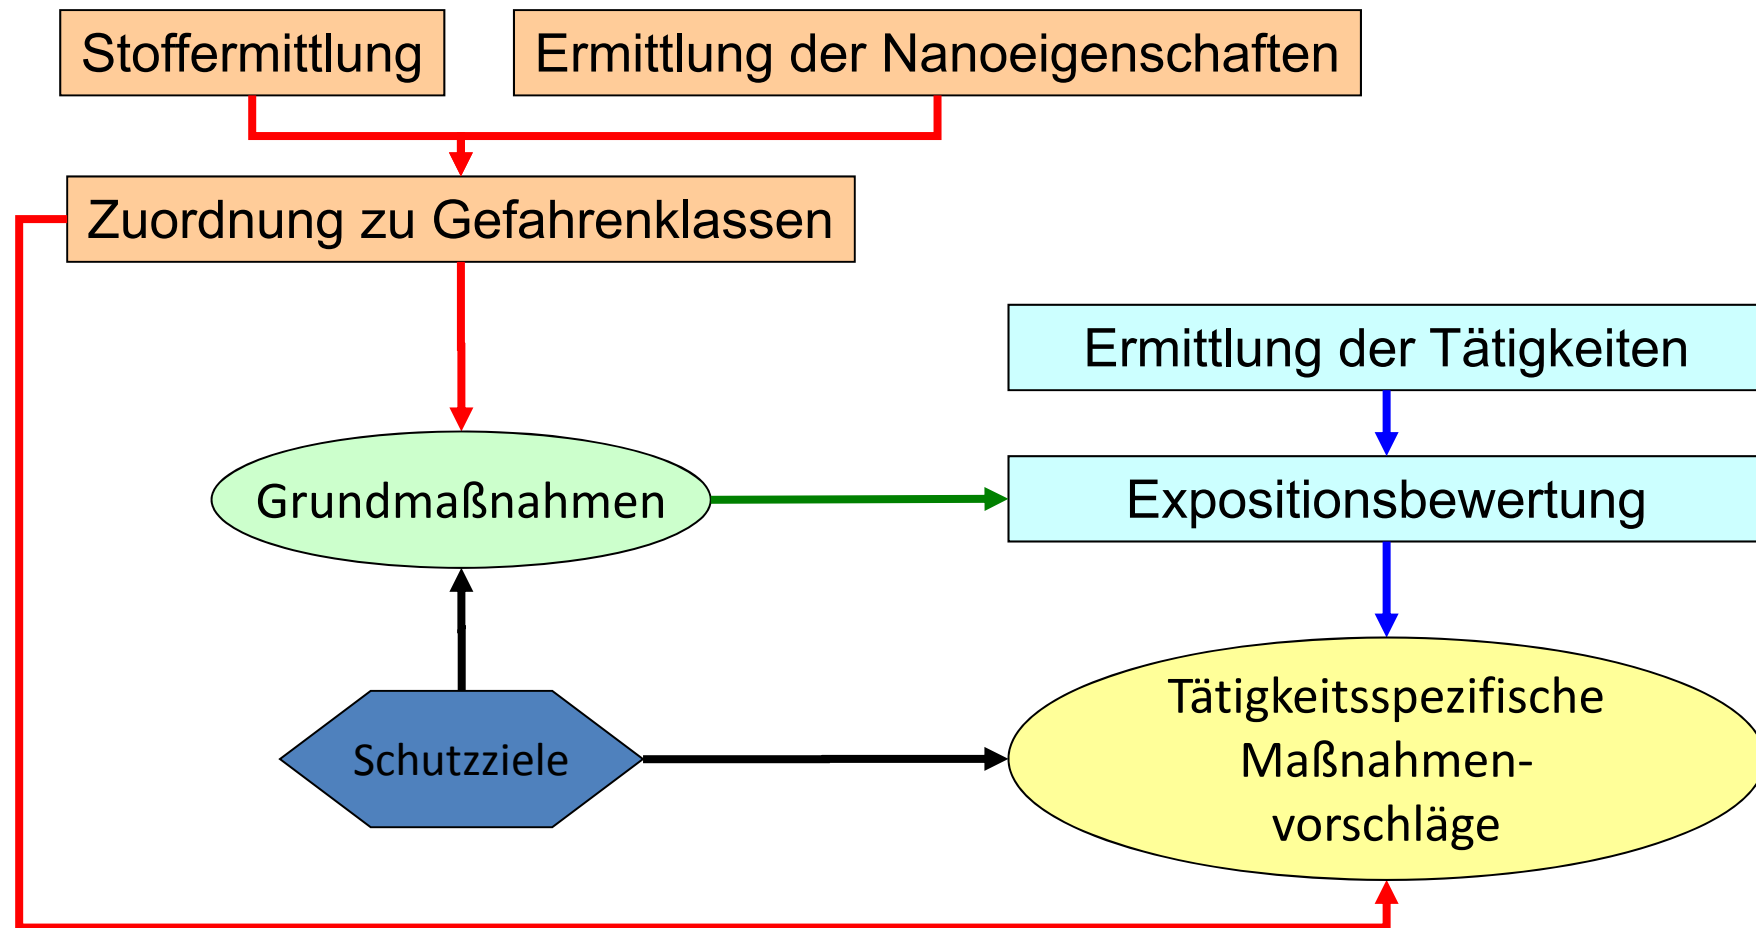 Stoffermittlung
Ermittlung der Nanoeigenschaften
Zuordnung zu Gefahrenklassen
Ermittlung der Tätigkeiten
Grundmaßnahmen
Expositionsbewertung
Schutzziele
Tätigkeitsspezifische
Maßnahmen-
vorschläge